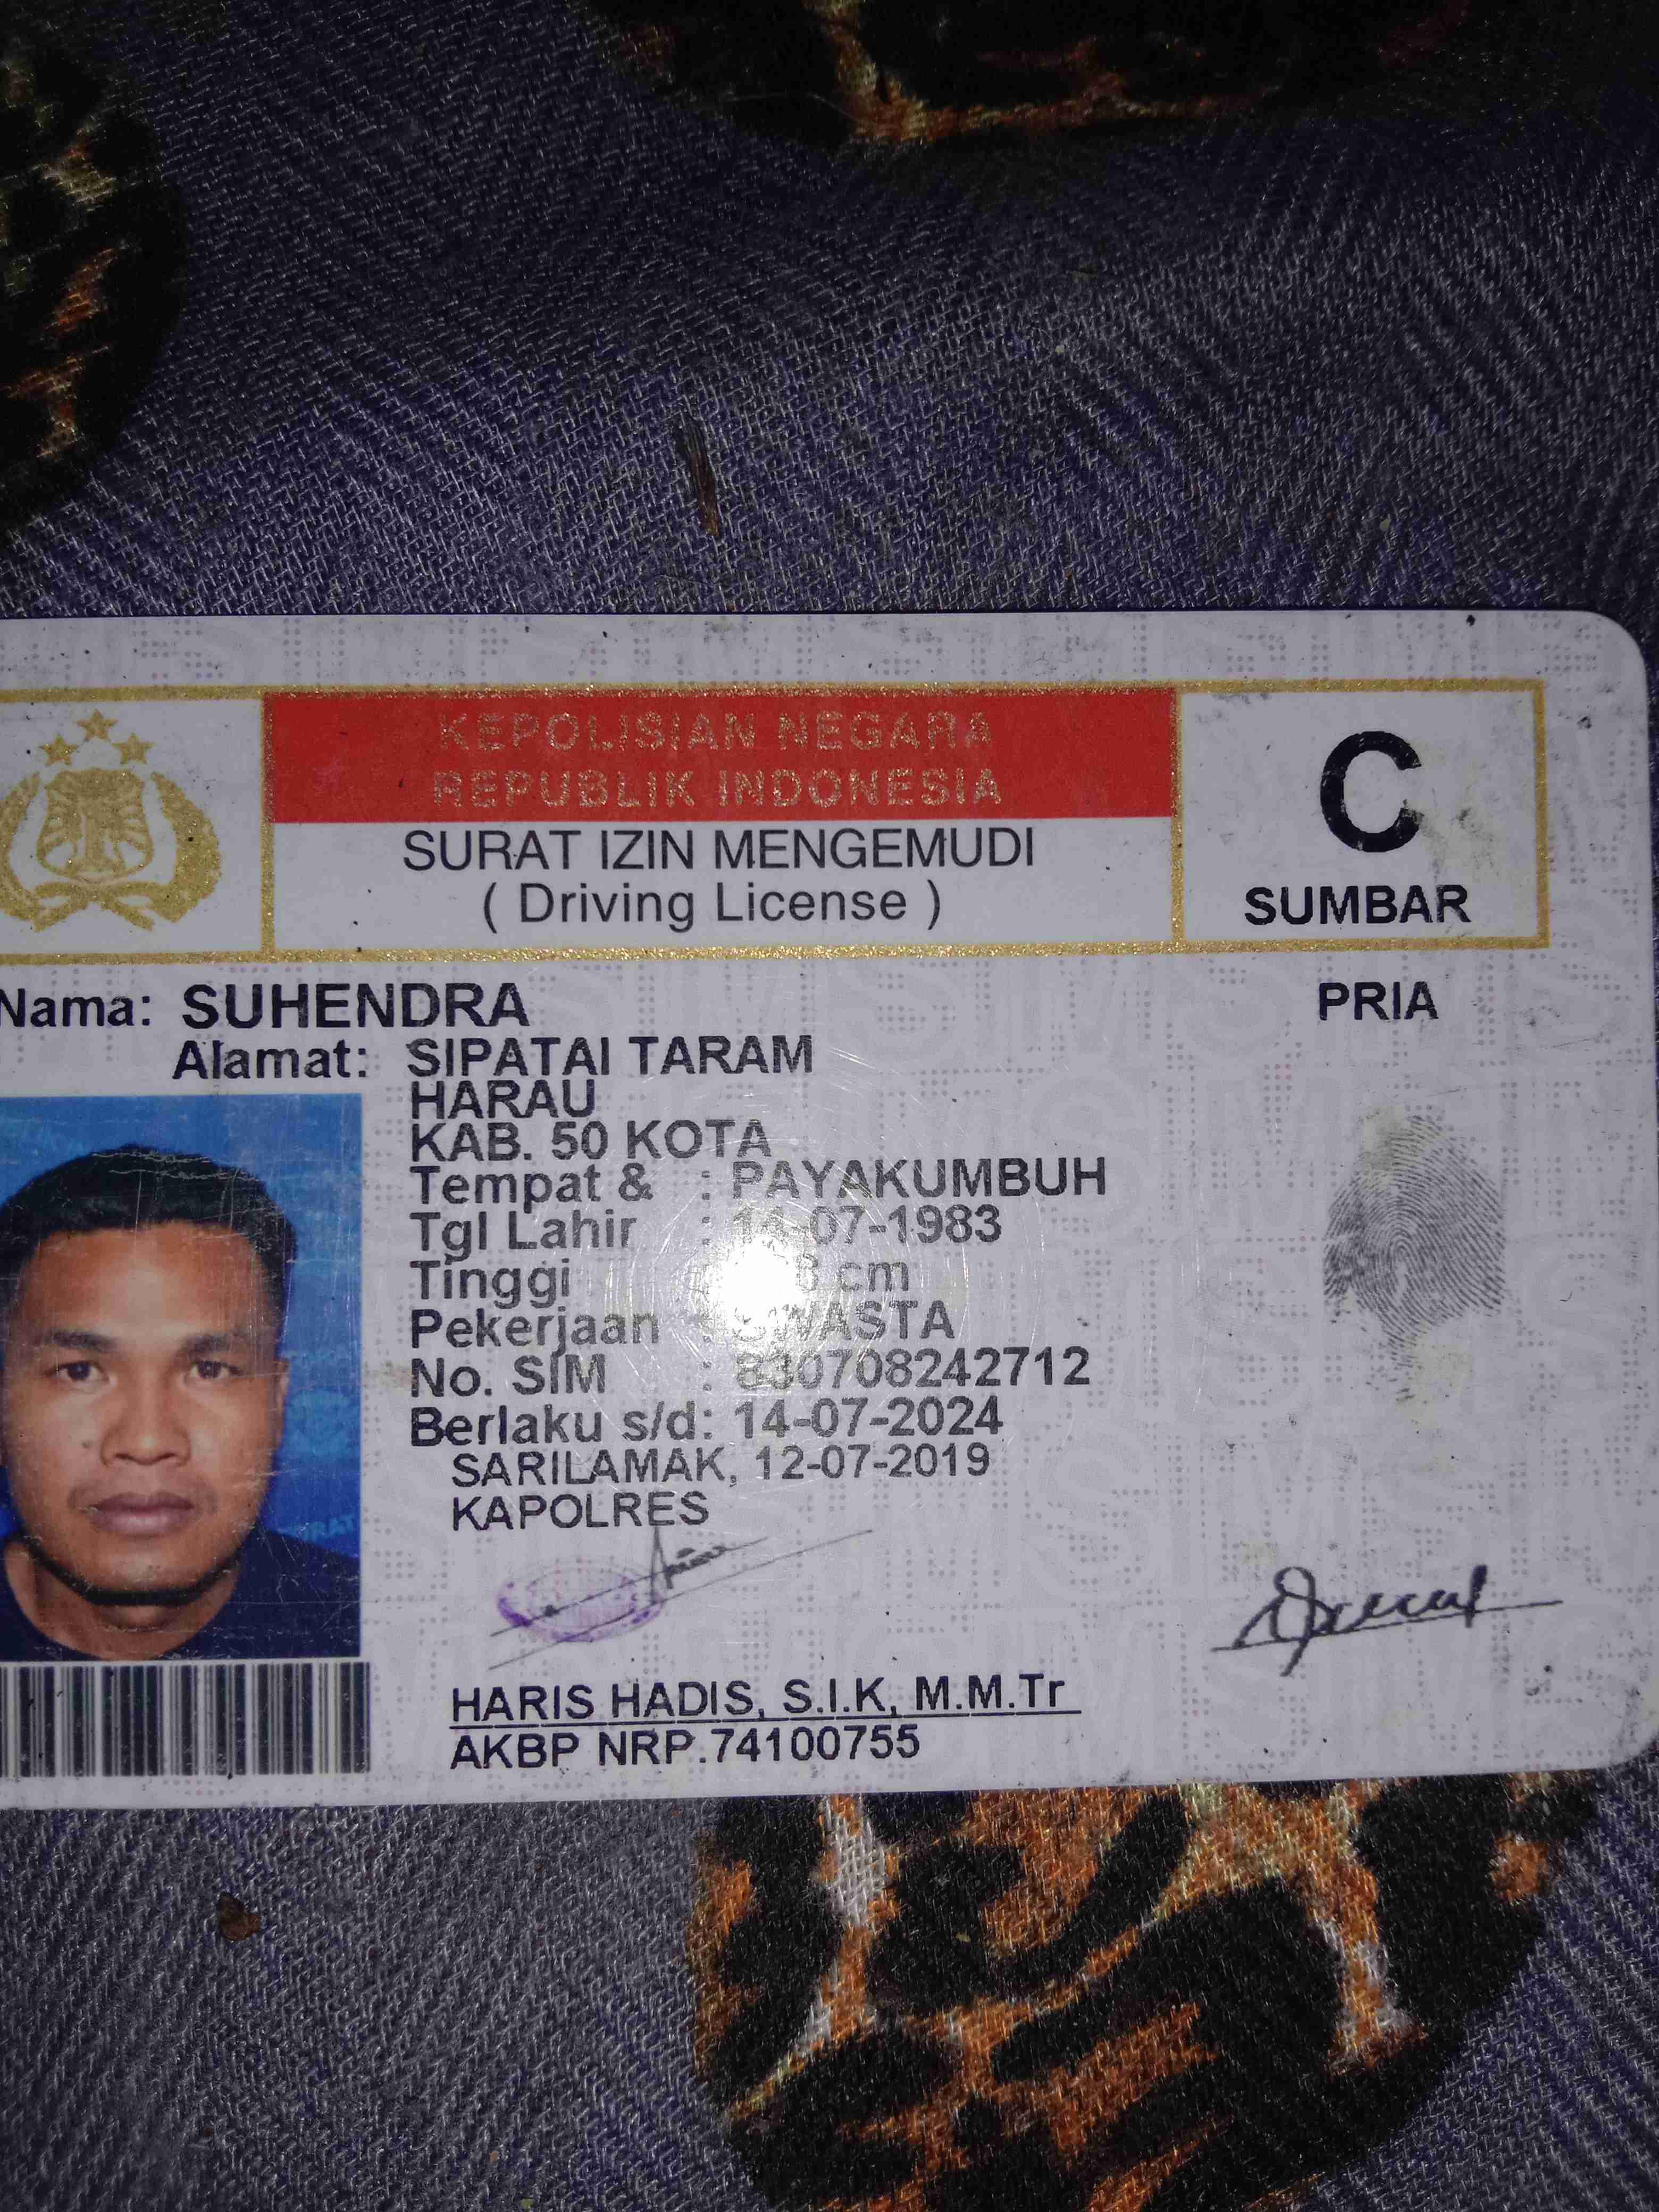 KEPOLISIAN NEGARA
REPUBLIK INDONESIA
SURAT IZIN MENGEMUDI
( Driving License )
C
SUMBAR
Nama: SUHENDRA
PRIA
Alamat: SIPATAI TARAM
HARAU
KAB. 50 KOTA
Tempat & : PAYAKUMBUH
Tgl Lahir : 14-07-1983
Tinggi cm
Pekerjaan : SWASTA
No. SIM : 830708242712
Berlaku s/d: 14-07-2024
SARILAMAK, 12-07-2019
KAPOLRES
HARIS HADIS, S.I.K, M.M.Tr
AKBP NRP.74100755